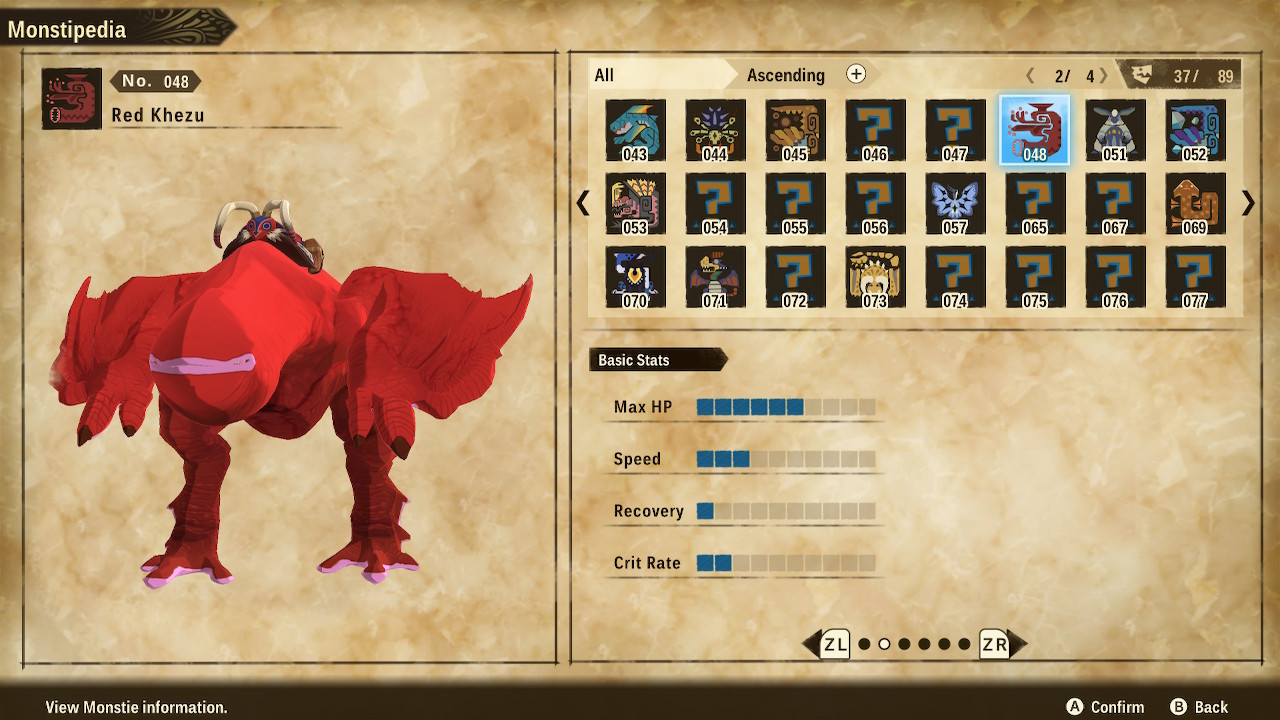 Monstipedia
No. 048
Red Khezu
All
Ascending
2/ 4
37/ 89
043 044 045 046 047 048 051 052
053 054 055 056 057 065 067 069
070 071 072 073 074 075 076 077
Basic Stats
Max HP
Speed
Recovery
Crit Rate
ZL ZR
View Monstie information.
A Confirm B Back